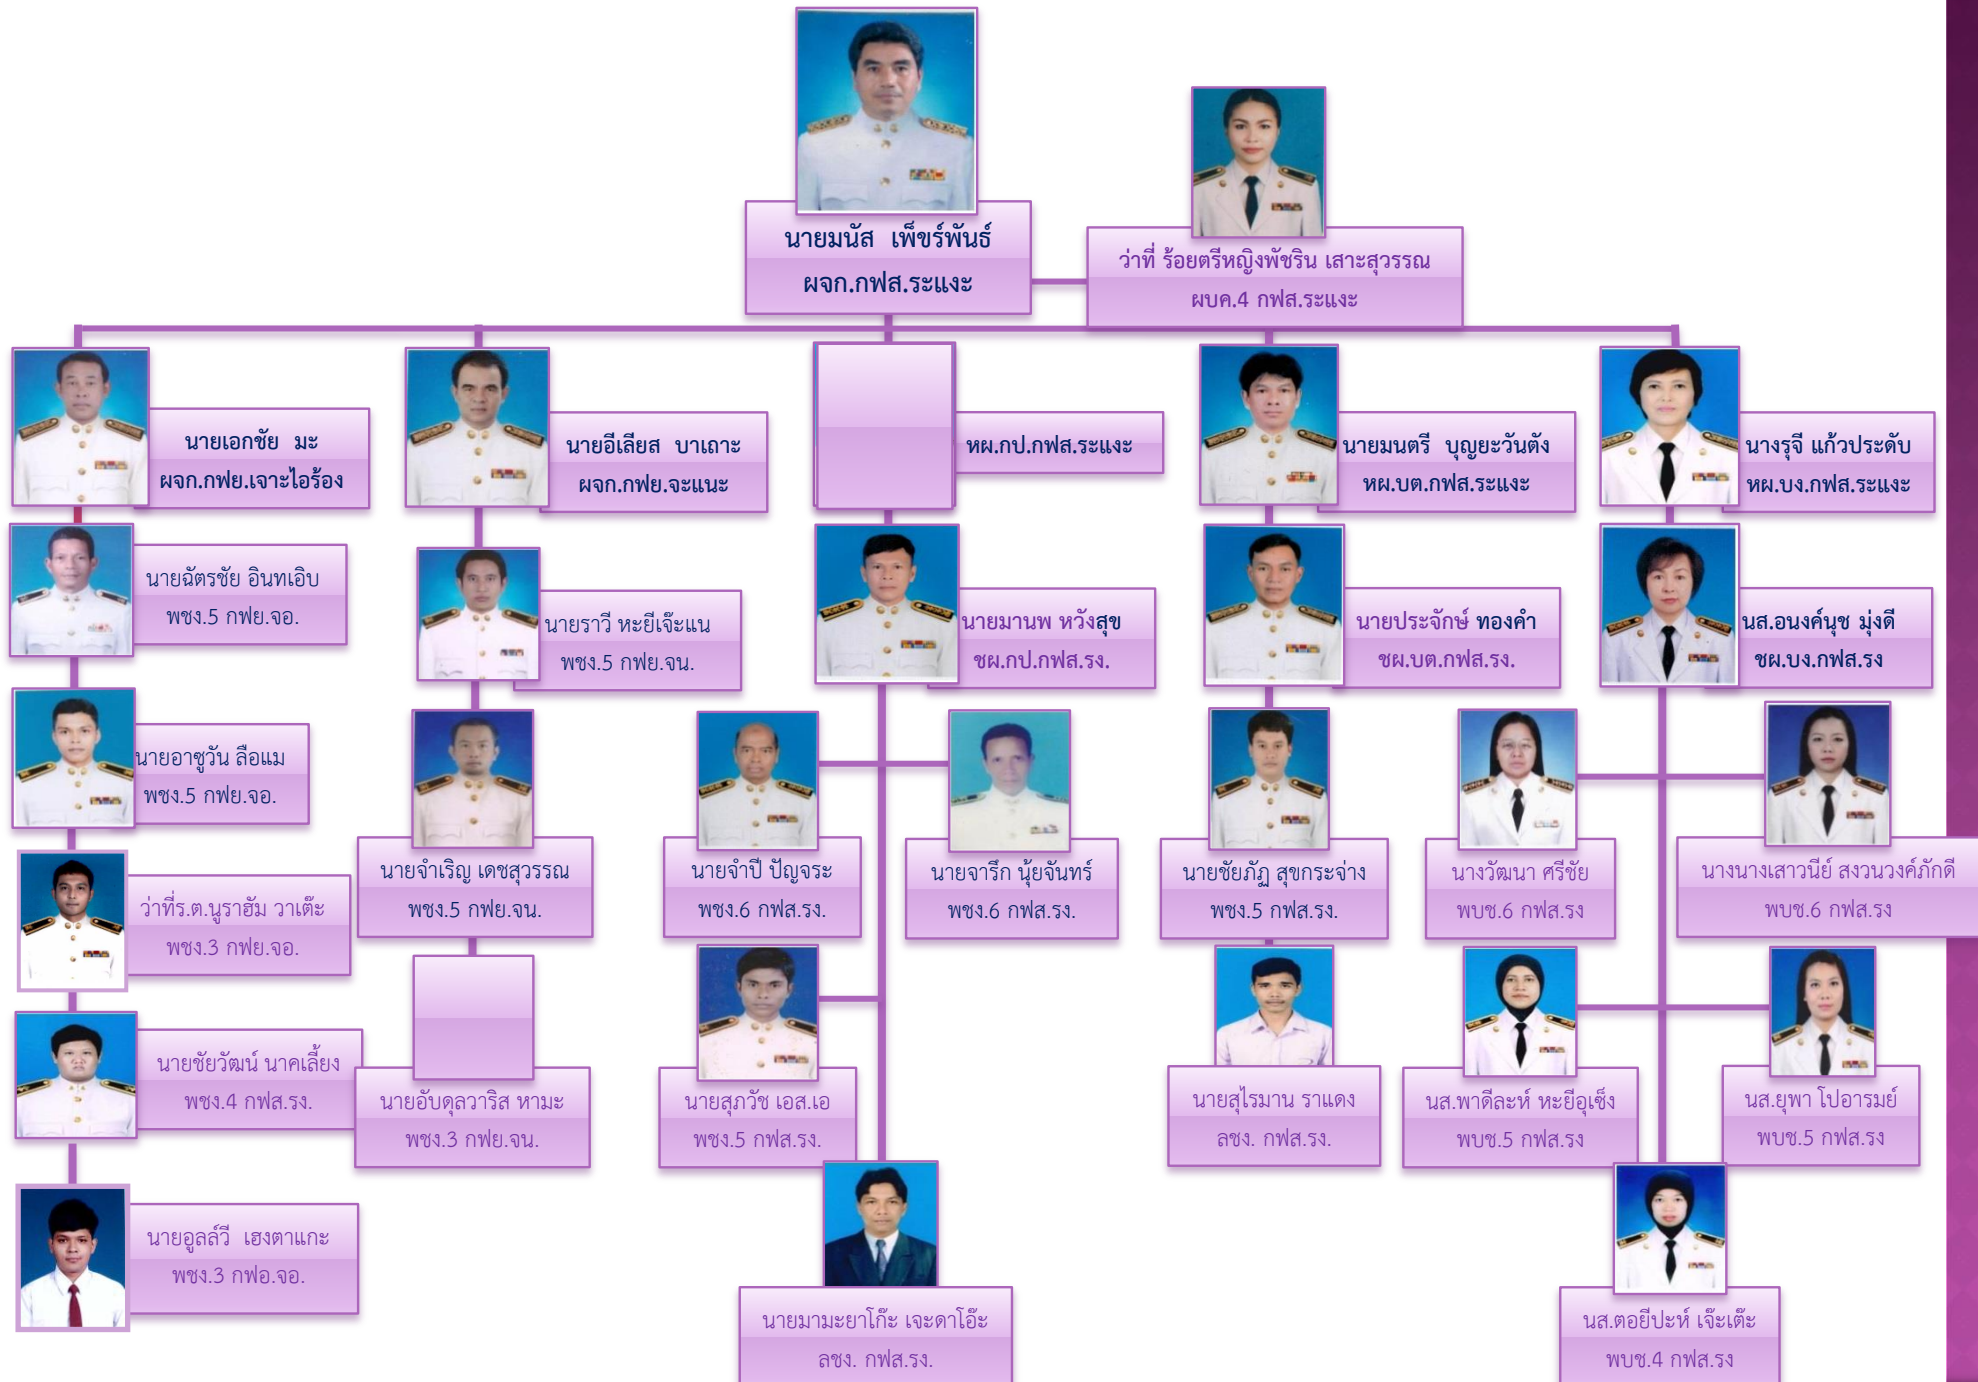 นายมนัส  เพ็ชร์พันธ์
ผจก.กฟส.ระแงะ
ว่าที่ ร้อยตรีหญิงพัชริน เสาะสุวรรณ
ผบค.4 กฟส.ระแงะ
นายเอกชัย  มะ
ผจก.กฟย.เจาะไอร้อง
นายอีเลียส  บาเถาะ
ผจก.กฟย.จะแนะ
หผ.กป.กฟส.ระแงะ
นายมนตรี  บุญยะวันตัง
หผ.บต.กฟส.ระแงะ
นางรุจี แก้วประดับ
หผ.บง.กฟส.ระแงะ
นายฉัตรชัย อินทเอิบ
พชง.5 กฟย.จอ.
นายราวี หะยีเจ๊ะแน
พชง.5 กฟย.จน.
นายมานพ หวังสุข
ชผ.กป.กฟส.รง.
นายประจักษ์ ทองคำ
ชผ.บต.กฟส.รง.
นส.อนงค์นุช มุ่งดี
ชผ.บง.กฟส.รง
นายอาซูวัน ลือแม
พชง.5 กฟย.จอ.
นายจำเริญ เดชสุวรรณ
พชง.5 กฟย.จน.
นายจำปี ปัญจระ
พชง.6 กฟส.รง.
นายจารึก นุ้ยจันทร์
พชง.6 กฟส.รง.
นายชัยภัฏ สุขกระจ่าง
พชง.5 กฟส.รง.
นางวัฒนา ศรีชัย
พบช.6 กฟส.รง
นางนางเสาวนีย์ สงวนวงค์ภักดี
พบช.6 กฟส.รง
ว่าที่ร.ต.นูราฮัม วาเต๊ะ
พชง.3 กฟย.จอ.
นายชัยวัฒน์ นาคเลี้ยง
พชง.4 กฟส.รง.
นายอับดุลวาริส หามะ
พชง.3 กฟย.จน.
นายสุภวัช เอส.เอ
พชง.5 กฟส.รง.
นายสุไรมาน ราแดง
ลชง. กฟส.รง.
นส.พาดีละห์ หะยีอุเซ็ง
พบช.5 กฟส.รง
นส.ยุพา โปอารมย์
พบช.5 กฟส.รง
นายอูลล์วี  เฮงตาแกะ
พชง.3 กฟอ.จอ.
นายมามะยาโก๊ะ เจะดาโอ๊ะ
ลชง. กฟส.รง.
นส.ตอยีปะห์ เจ๊ะเต๊ะ
พบช.4 กฟส.รง